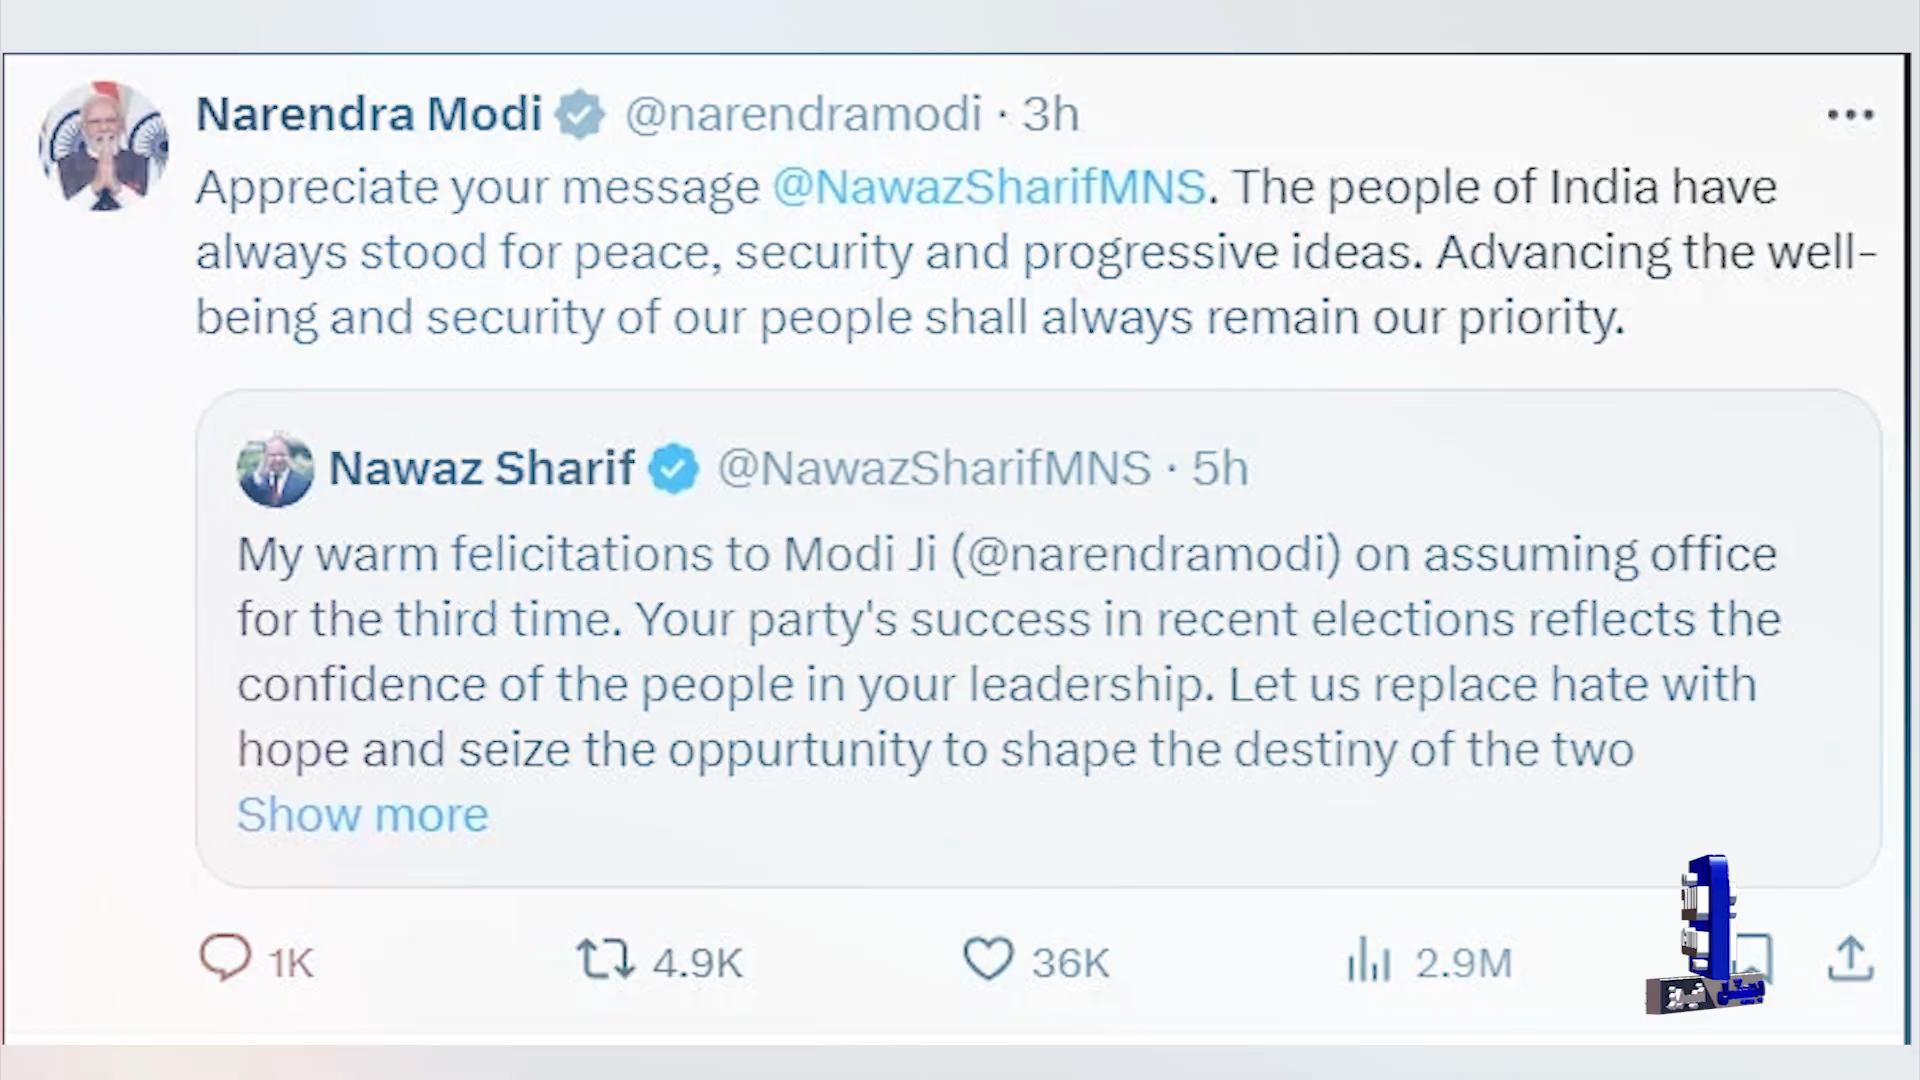 Narendra Modi @narendramodi · 3h
Appreciate your message @NawazSharifMNS. The people of India have
always stood for peace, security and progressive ideas. Advancing the well-
being and security of our people shall always remain our priority.
Nawaz Sharif @NawazSharifMNS · 5h
My warm felicitations to Modi Ji (@narendramodi) on assuming office
for the third time. Your party's success in recent elections reflects the
confidence of the people in your leadership. Let us replace hate with
hope and seize the oppurtunity to shape the destiny of the two
Show more
1K 4.9K 36K 2.9M